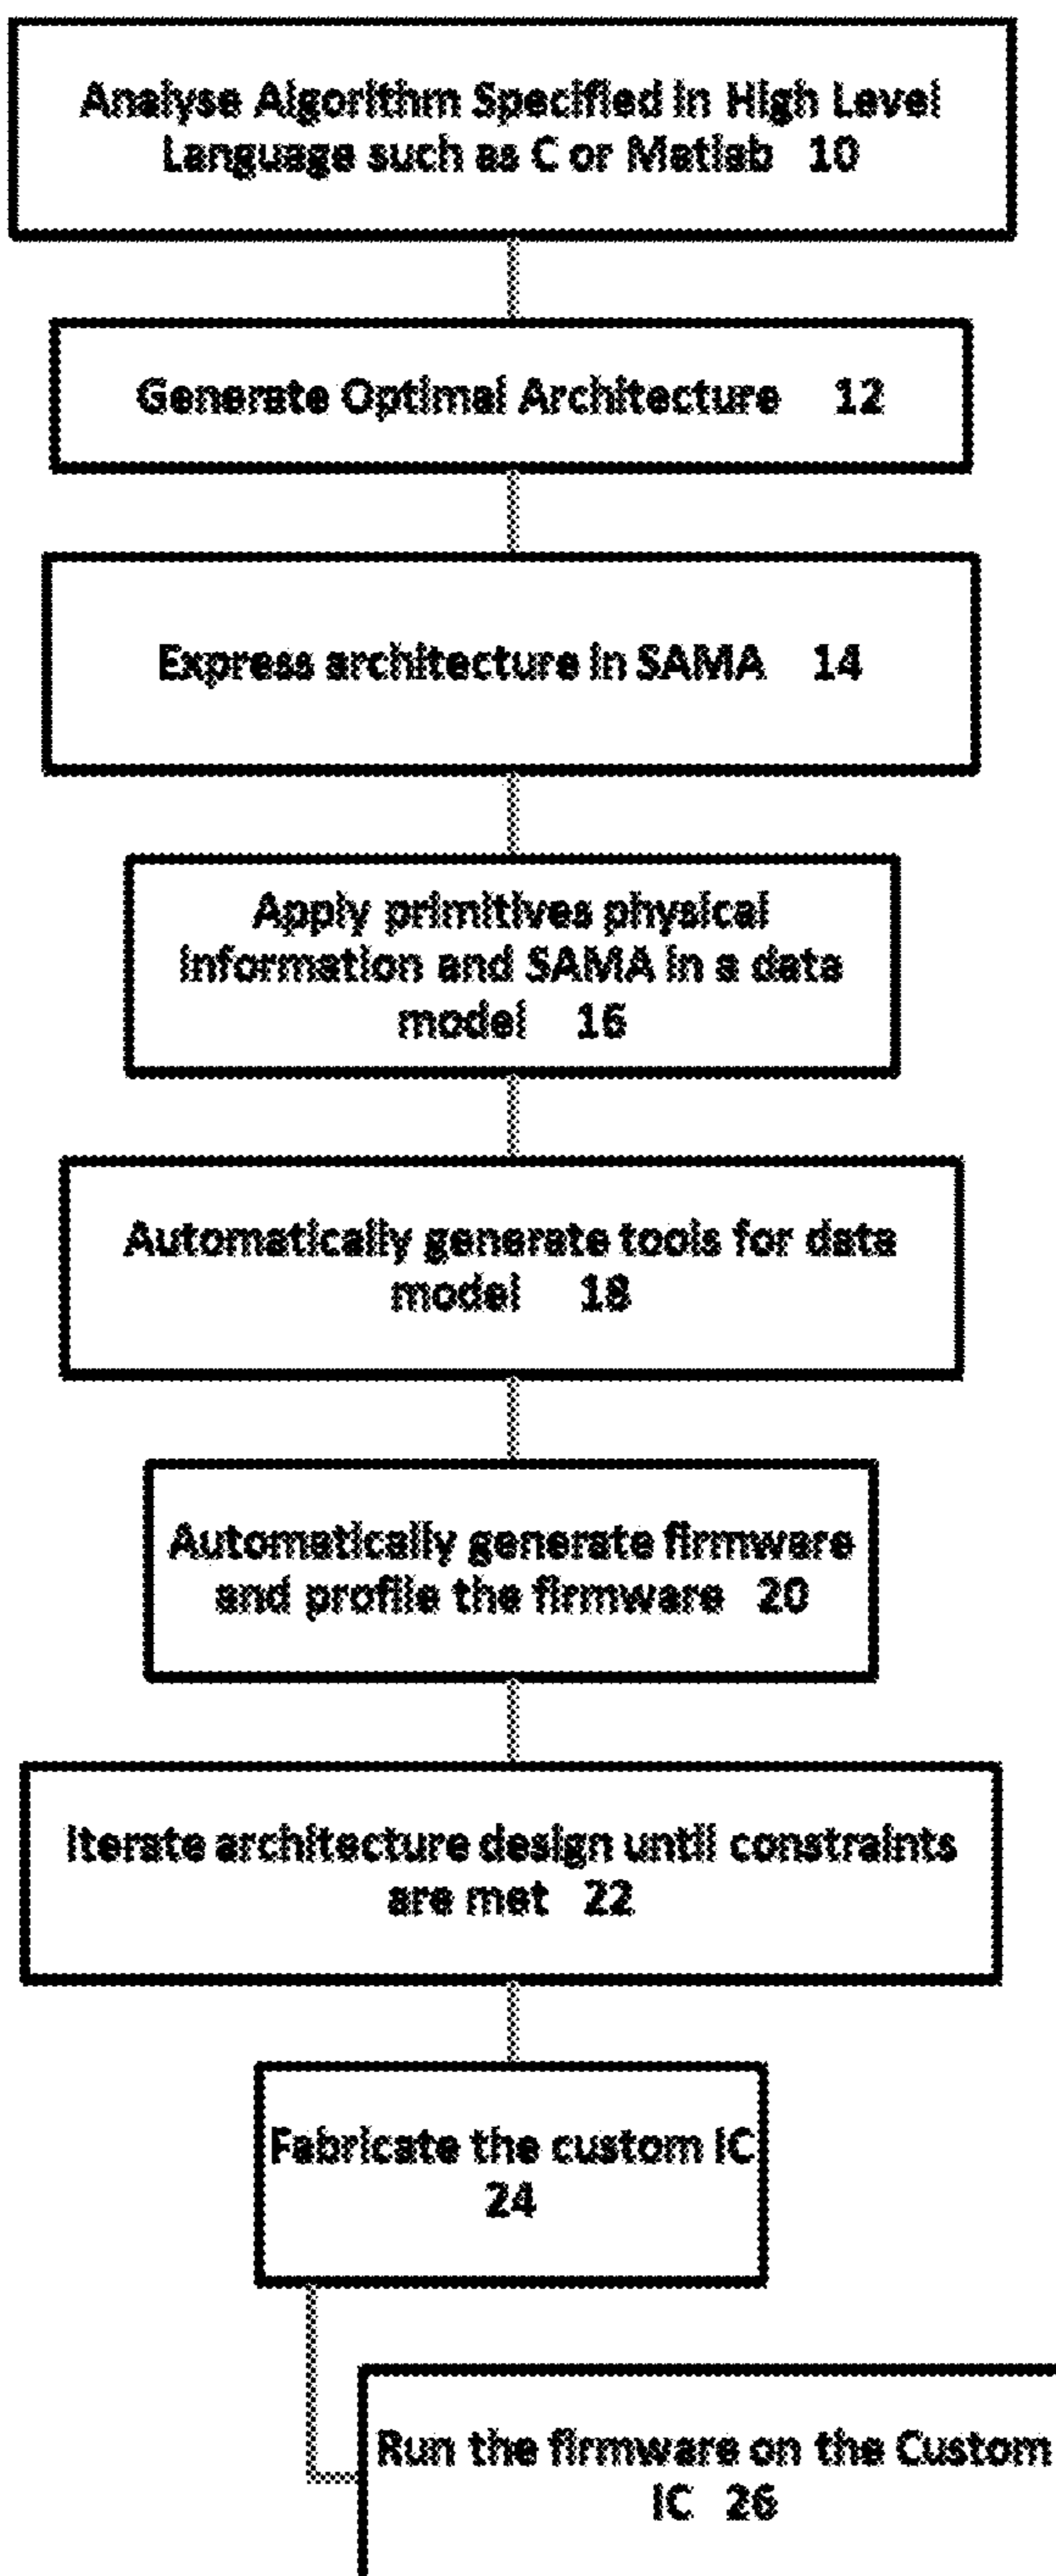 Analyse Algorithm Specified in High Level
Language such as C or Matlab 10
Generate Optimal Architecture 12
Express architecture in SAMA 14
Apply primitives physical
information and SAMA in a data
model 16
Automatically generate tools for data
model 18
Automatically generate firmware
and profile the firmware 20
Iterate architecture design until constraints
are met 22
Fabricate the custom IC
24
Run the firmware on the Custom
IC 26